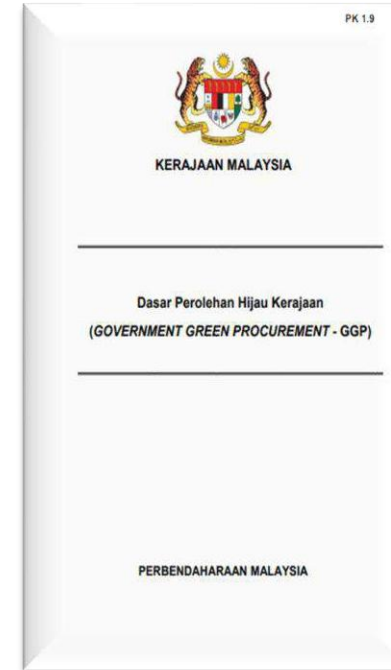 PK 1.9
KERAJAAN MALAYSIA
Dasar Perolehan Hijau Kerajaan
(GOVERNMENT GREEN PROCUREMENT - GGP)
PERBENDAHARAAN MALAYSIA